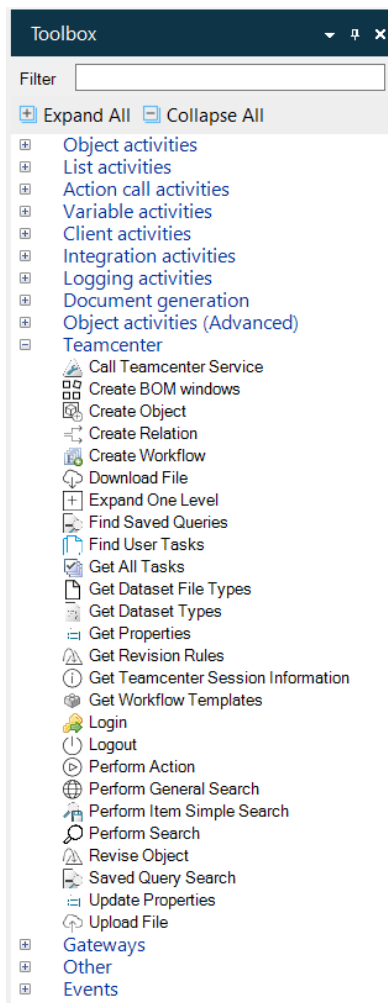 Toolbox
Filter
Expand All Collapse All
Object activities
List activities
Action call activities
Variable activities
Client activities
Integration activities
Logging activities
Document generation
Object activities (Advanced)
Teamcenter
Call Teamcenter Service
Create BOM windows
Create Object
Create Relation
Create Workflow
Download File
Expand One Level
Find Saved Queries
Find User Tasks
Get All Tasks
Get Dataset File Types
Get Dataset Types
Get Properties
Get Revision Rules
Get Teamcenter Session Information
Get Workflow Templates
Login
Logout
Perform Action
Perform General Search
Perform Item Simple Search
Perform Search
Revise Object
Saved Query Search
Update Properties
Upload File
Gateways
Other
Events